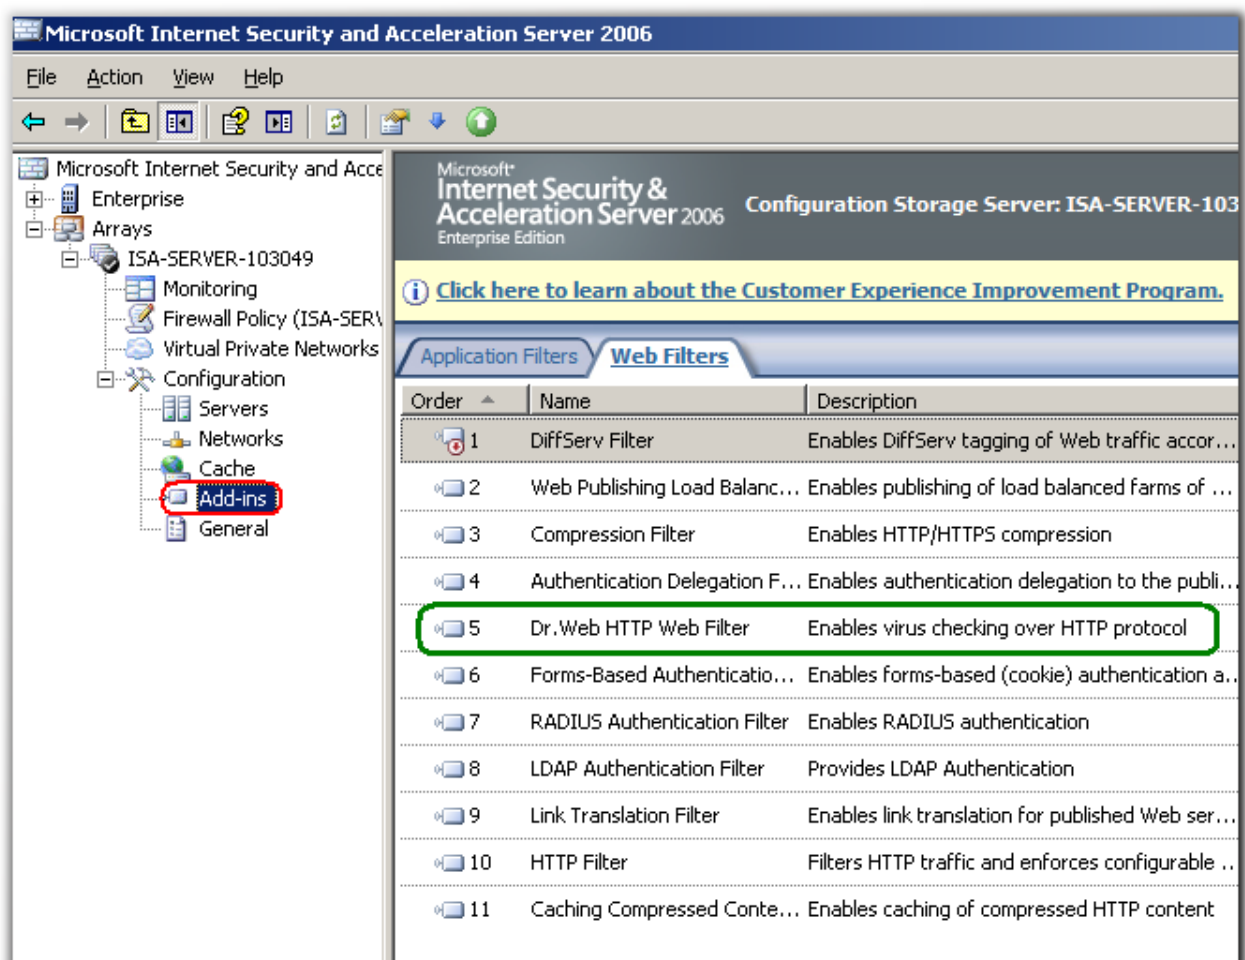 Microsoft Internet Security and Acceleration Server 2006
File Action View Help
Microsoft Internet Security and Acce
Enterprise
Arrays
ISA-SERVER-103049
Monitoring
Firewall Policy (ISA-SERV
Virtual Private Networks
Configuration
Servers
Networks
Cache
Add-ins
General
Microsoft®
Internet Security &
Acceleration Server 2006
Enterprise Edition
Configuration Storage Server: ISA-SERVER-103
Click here to learn about the Customer Experience Improvement Program.
Application Filters Web Filters
Order Name Description
1 DiffServ Filter Enables DiffServ tagging of Web traffic accor...
2 Web Publishing Load Balanc... Enables publishing of load balanced farms of ...
3 Compression Filter Enables HTTP/HTTPS compression
4 Authentication Delegation F... Enables authentication delegation to the publi...
5 Dr.Web HTTP Web Filter Enables virus checking over HTTP protocol
6 Forms-Based Authenticatio... Enables forms-based (cookie) authentication a..
7 RADIUS Authentication Filter Enables RADIUS authentication
8 LDAP Authentication Filter Provides LDAP Authentication
9 Link Translation Filter Enables link translation for published Web ser...
10 HTTP Filter Filters HTTP traffic and enforces configurable ..
11 Caching Compressed Conte... Enables caching of compressed HTTP content